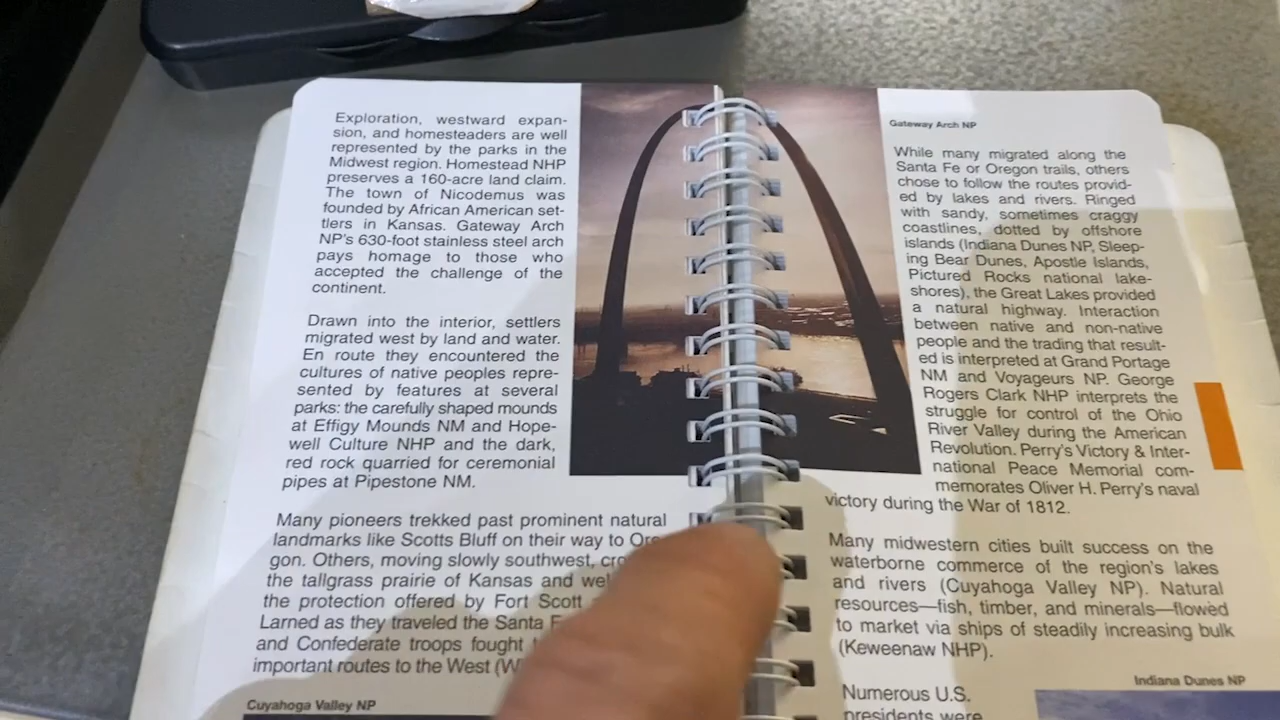 Exploration, westward expan-
sion, and homesteaders are well
represented by the parks in the
Midwest region. Homestead NHP
preserves a 160-acre land claim.
The town of Nicodemus was
founded by African American set-
tlers in Kansas. Gateway Arch
NP's 630-foot stainless steel arch
pays homage to those who
accepted the challenge of the
continent.
Drawn into the interior, settlers
migrated west by land and water.
En route they encountered the
cultures of native peoples repre-
sented by features at several
parks: the carefully shaped mounds
at Effigy Mounds NM and Hope-
well Culture NHP and the dark,
red rock quarried for ceremonial
pipes at Pipestone NM.
Many pioneers trekked past prominent natural
landmarks like Scotts Bluff on their way to Ore-
gon. Others, moving slowly southwest,
the tallgrass prairie of Kansas and
the protection offered by Fort Scott
Larned as they traveled the Santa
and Confederate troops fought
important routes to the West
Cuyahoga Valley NP
Gateway Arch NP
While many migrated along the
Santa Fe or Oregon trails, others
chose to follow the routes provid-
ed by lakes and rivers. Ringed
with sandy, sometimes craggy
coastlines, dotted by offshore
islands (Indiana Dunes NP, Sleep-
ing Bear Dunes, Apostle Islands,
Pictured Rocks national lake-
shores), the Great Lakes provided
a natural highway. Interaction
between native and non-native
people and the trading that result-
ed is interpreted at Grand Portage
NM and Voyageurs NP. George
Rogers Clark NHP interprets the
struggle for control of the Ohio
River Valley during the American
Revolution. Perry's Victory & Inter-
national Peace Memorial com-
memorates Oliver H. Perry's naval
victory during the War of 1812.
Many midwestern cities built success on the
waterborne commerce of the region's lakes
and rivers (Cuyahoga Valley NP). Natural
resources—fish, timber, and minerals—flowed
to market via ships of steadily increasing bulk
(Keweenaw NHP).
Indiana Dunes NP
Numerous U.S.
presidents were